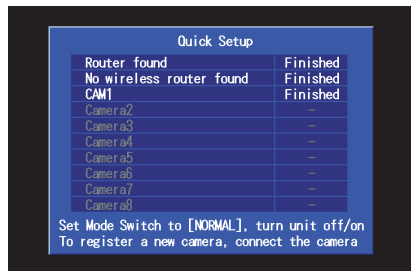 Quick Setup
Router found Finished
No wireless router found Finished
CAM1 Finished
Camera2 -
Camera3 -
Camera4 -
Camera5 -
Camera6 -
Camera7 -
Camera8 -
Set Mode Switch to [NORMAL], turn unit off/on
To register a new camera, connect the camera